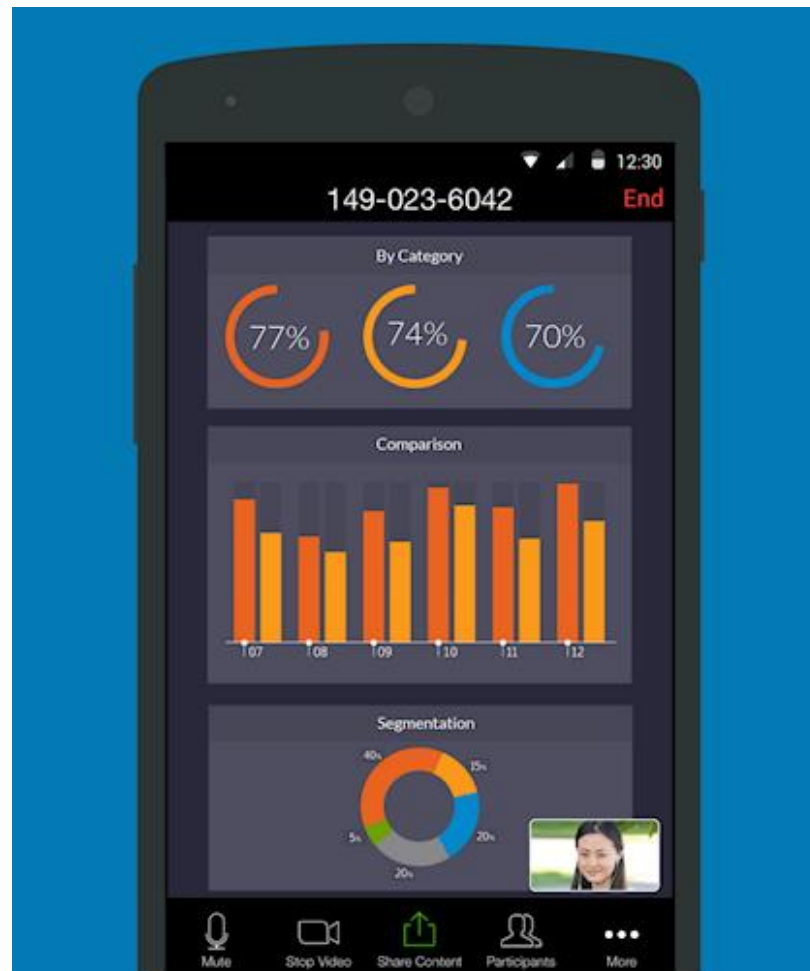 12:30
149-023-6042 End
By Category
77% 74% 70%
Comparison
07 08 09 10 11 12
Segmentation
40% 15%
5% 20%
20%
Mute Stop Video Share Content Participants More